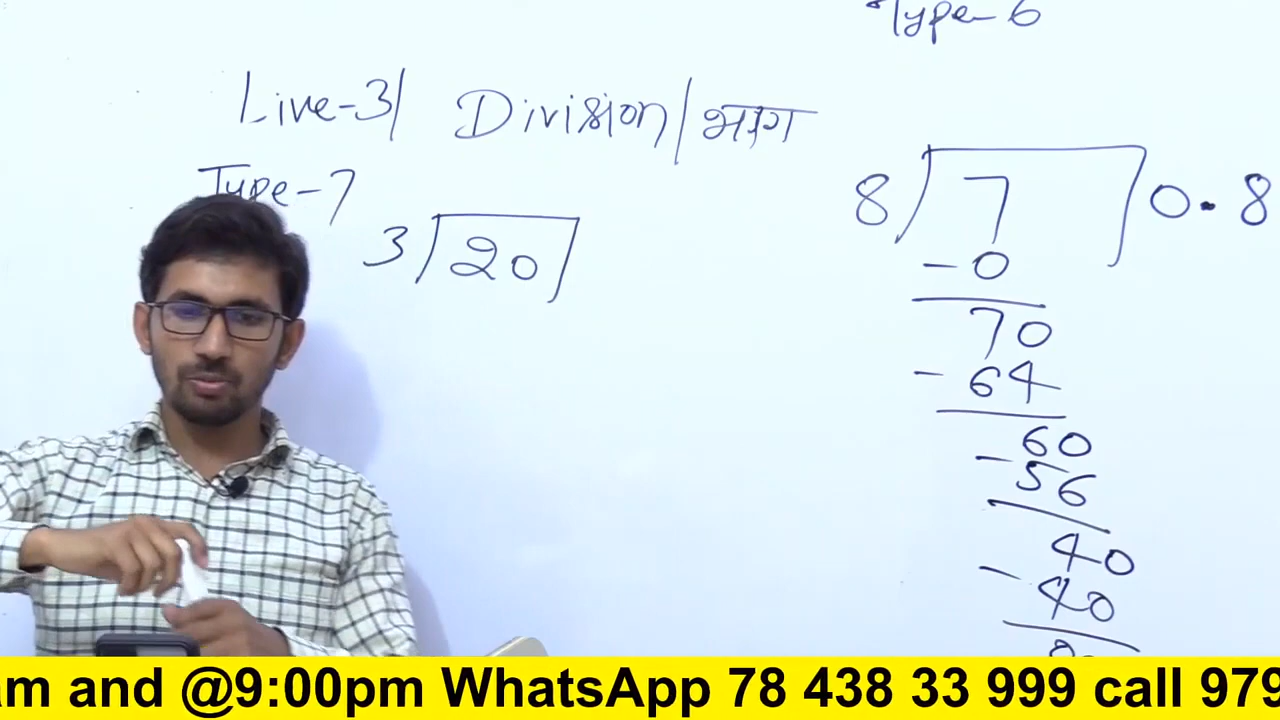 Type-6
Live-3/ Division/भाग
Type-7
3 20
8 7 0.8
-0
70
-64
60
-56
40
-40
am and @9:00pm WhatsApp 78 438 33 999 call 979